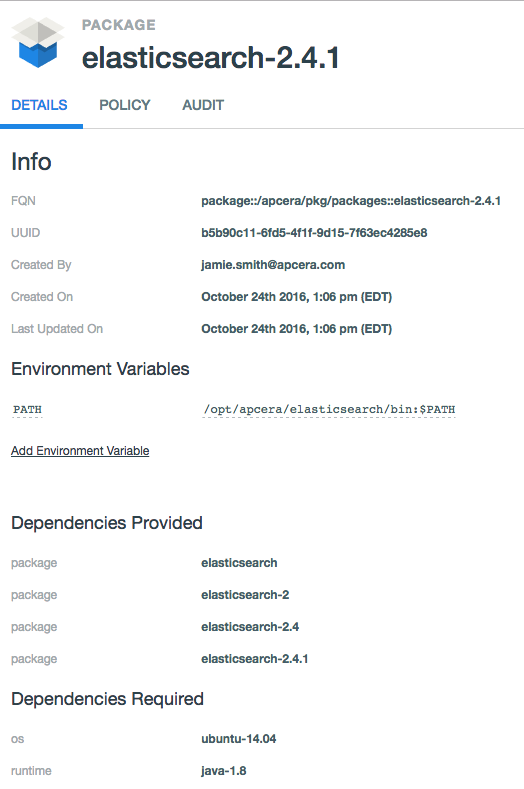 PACKAGE
elasticsearch-2.4.1
DETAILS POLICY AUDIT
Info
FQN package::/apcera/pkg/packages::elasticsearch-2.4.1
UUID b5b90c11-6fd5-4f1f-9d15-7f63ec4285e8
Created By jamie.smith@apcera.com
Created On October 24th 2016, 1:06 pm (EDT)
Last Updated On October 24th 2016, 1:06 pm (EDT)
Environment Variables
PATH /opt/apcera/elasticsearch/bin:$PATH
Add Environment Variable
Dependencies Provided
package elasticsearch
package elasticsearch-2
package elasticsearch-2.4
package elasticsearch-2.4.1
Dependencies Required
os ubuntu-14.04
runtime java-1.8